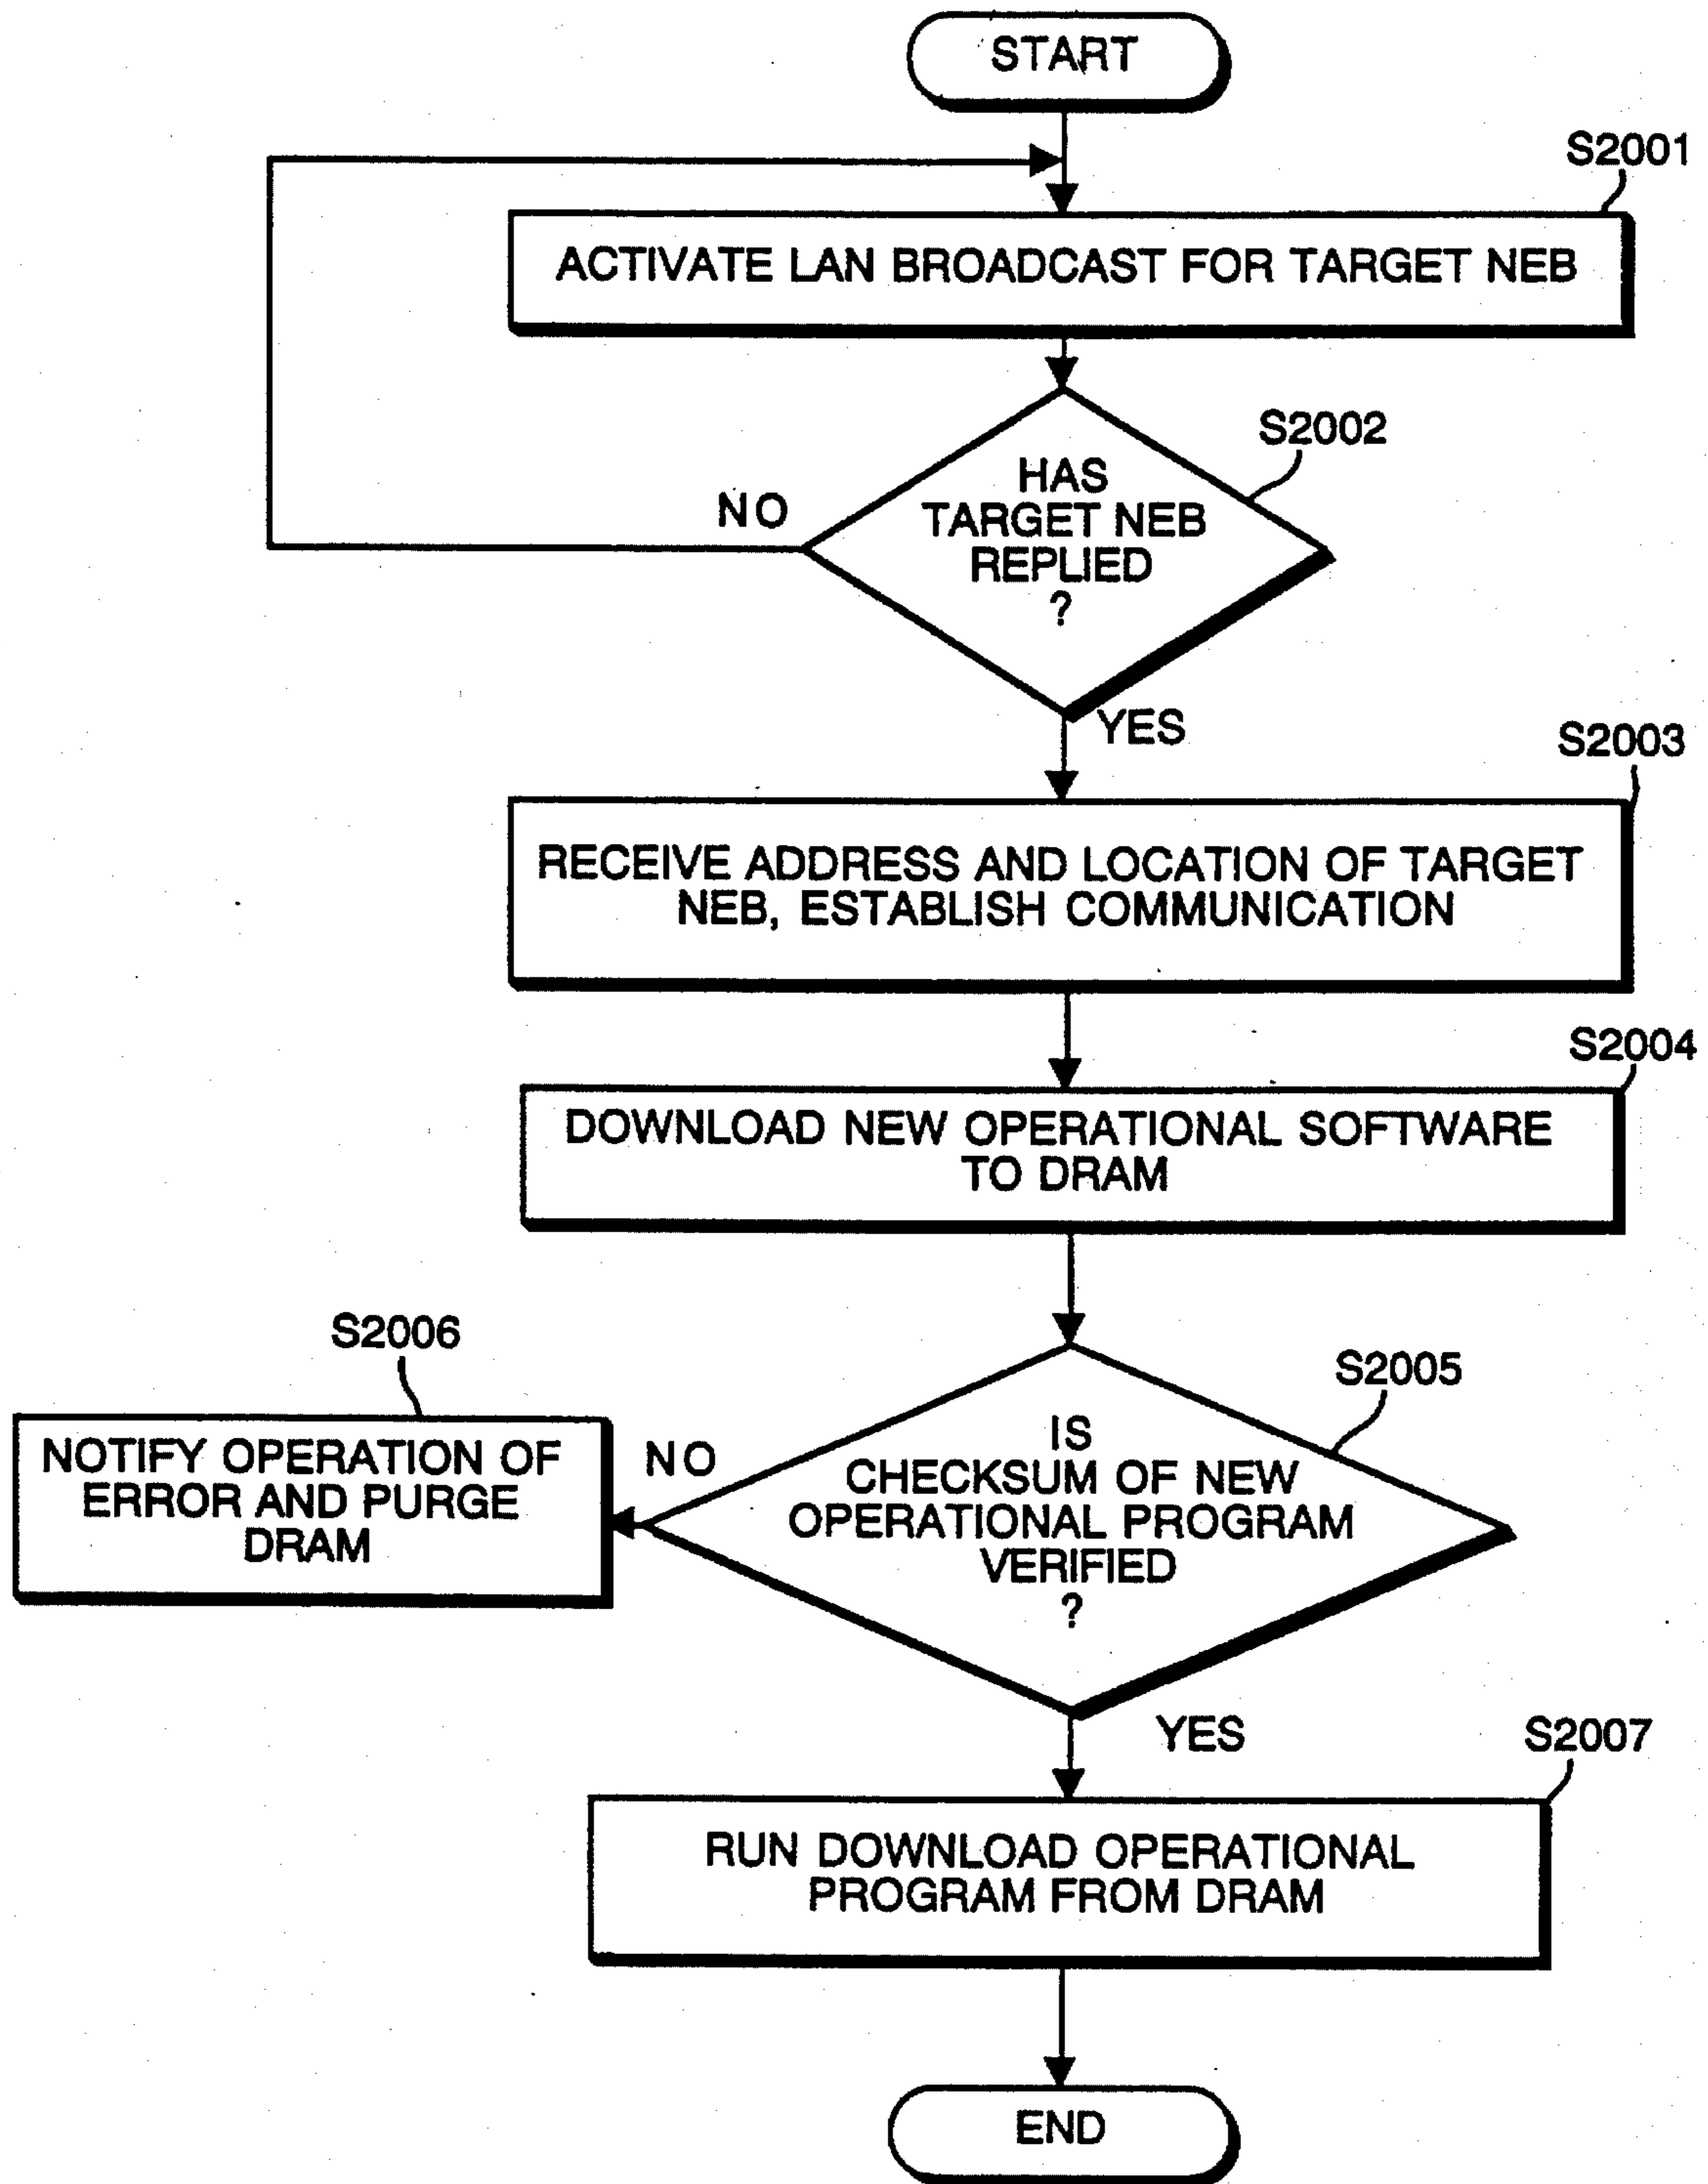 START
S2001
ACTIVATE LAN BROADCAST FOR TARGET NEB
S2002
HAS
TARGET NEB
REPLIED
?
NO
YES
S2003
RECEIVE ADDRESS AND LOCATION OF TARGET
NEB, ESTABLISH COMMUNICATION
S2004
DOWNLOAD NEW OPERATIONAL SOFTWARE
TO DRAM
S2005
IS
CHECKSUM OF NEW
OPERATIONAL PROGRAM
VERIFIED
?
NO
S2006
NOTIFY OPERATION OF
ERROR AND PURGE
DRAM
YES
S2007
RUN DOWNLOAD OPERATIONAL
PROGRAM FROM DRAM
END